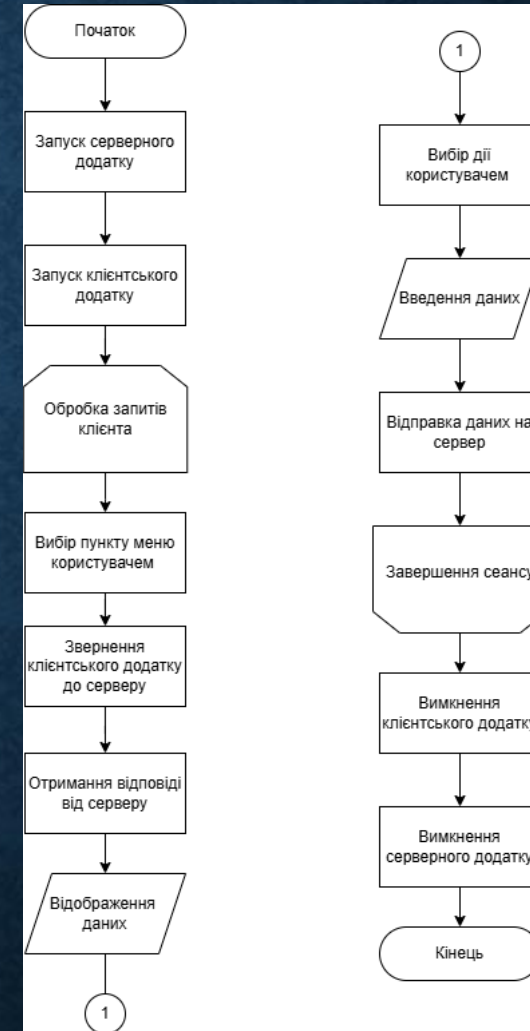 Початок
Запуск серверного
додатку
Запуск клієнтського
додатку
Обробка запитів
клієнта
Вибір пункту меню
користувачем
Звернення
клієнтського додатку
до серверу
Отримання відповіді
від серверу
Відображення
даних
1
1
Вибір дії
користувачем
Введення даних
Відправка даних на
сервер
Завершення сеансу
Вимкнення
клієнтського додатку
Вимкнення
серверного додатку
Кінець